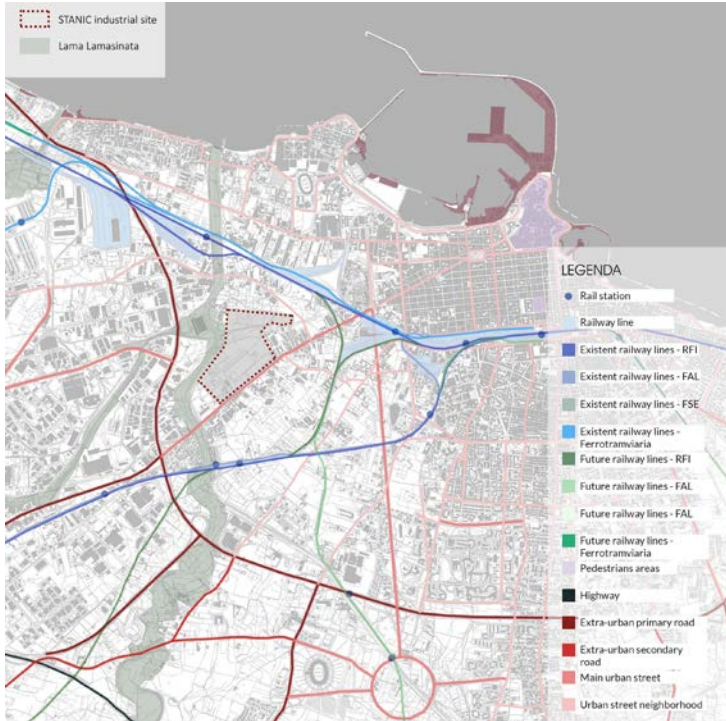 STANIC industrial site
Lama Lamasinata
LEGENDA
Rail station
Railway line
Existent railway lines - RFI
Existent railway lines - FAL
Existent railway lines - FSE
Existent railway lines -
Ferrotramviaria
Future railway lines - RFI
Future railway lines - FAL
Future railway lines - FAL
Future railway lines -
Ferrotramviaria
Pedestrians areas
Highway
Extra-urban primary road
Extra-urban secondary
road
Main urban street
Urban street neighborhood